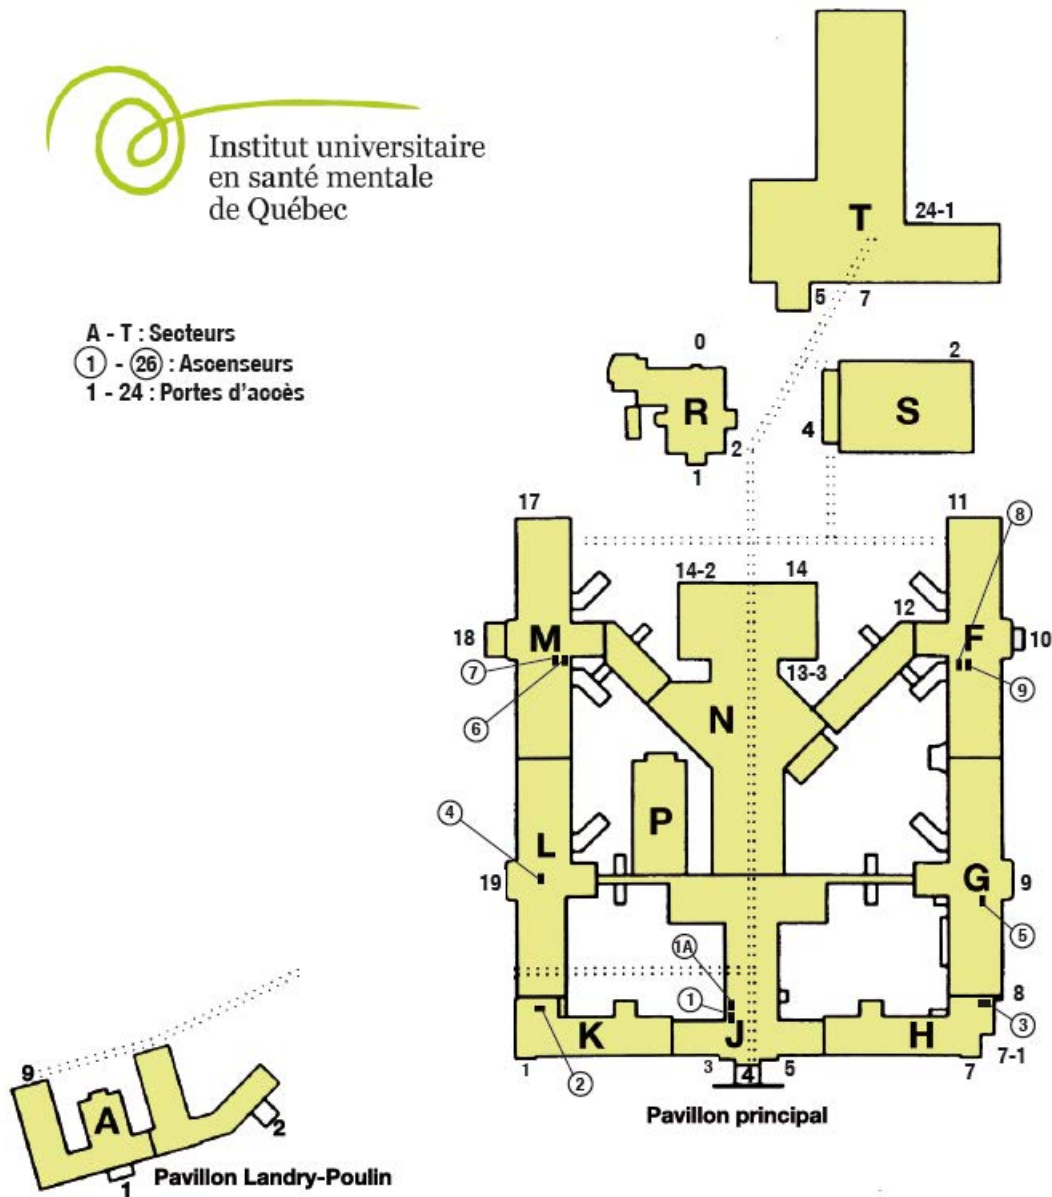 Institut universitaire
en santé mentale
de Québec
A - T : Secteurs
1 - 26 : Ascenseurs
1 - 24 : Portes d'accès
T
24-1
5
7
0
R
2
1
2
S
4
17
11
8
14-2
14
12
18
M
F
10
7
13-3
9
6
N
4
P
L
19
G
9
5
1A
1
8
3
K
J
H
1
2
3
4
5
7
7-1
Pavillon principal
9
A
2
1
Pavillon Landry-Poulin